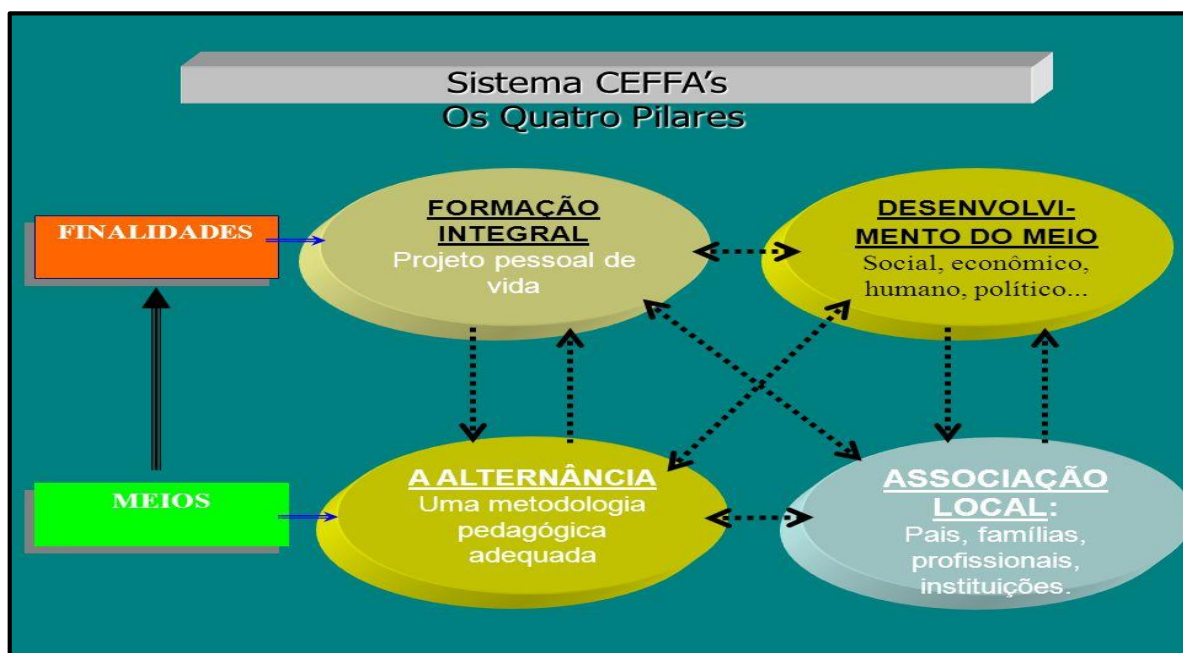 Sistema CEFFA's
Os Quatro Pilares
FINALIDADES
FORMAÇÃO
INTEGRAL
Projeto pessoal de
vida
DESENVOLVI-
MENTO DO MEIO
Social, econômico,
humano, político...
MEIOS
A ALTERNÂNCIA
Uma metodologia
pedagógica
adequada
ASSOCIAÇÃO
LOCAL:
Pais, famílias,
profissionais,
instituições.